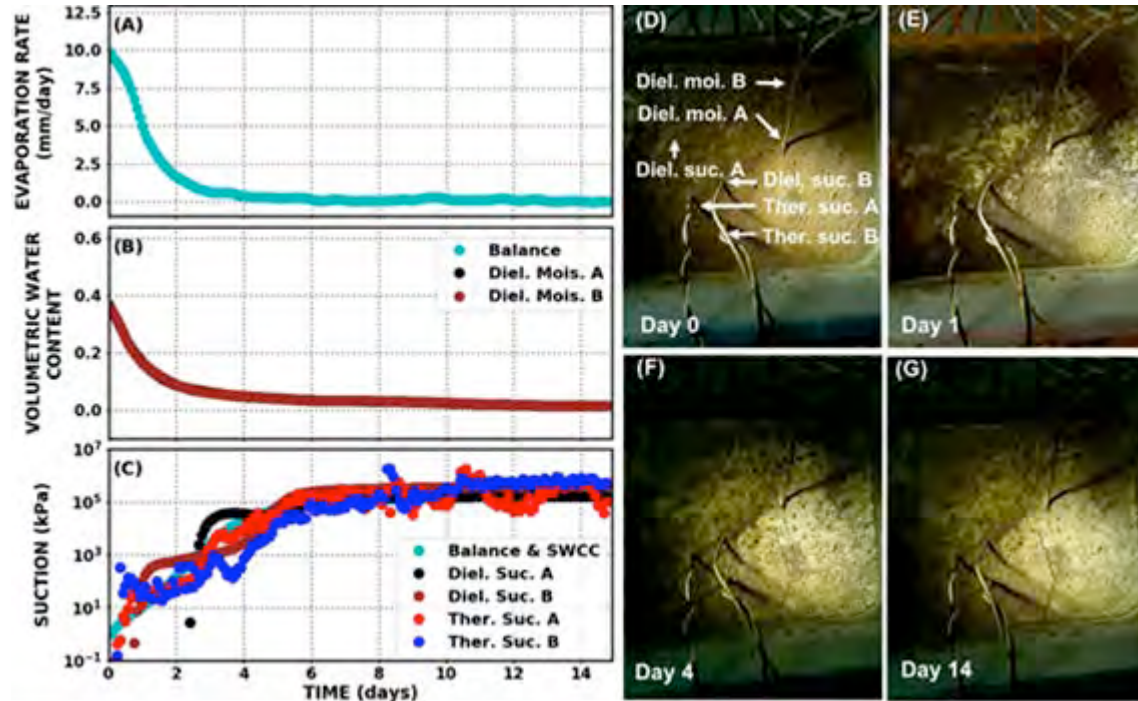 (A)
EVAPORATION RATE
(mm/day)
10.0
7.5
5.0
2.5
0.0
(B)
VOLUMETRIC WATER
CONTENT
0.6
0.4
0.2
0.0
Balance
Diel. Mois. A
Diel. Mois. B
(C)
SUCTION (kPa)
10^7
10^5
10^3
10^1
10^-1
Balance & SWCC
Diel. Suc. A
Diel. Suc. B
Ther. Suc. A
Ther. Suc. B
0 2 4 6 8 10 12 14
TIME (days)
(D)
Diel. moi. B
Diel. moi. A
Diel. suc. A
Diel. suc. B
Ther. suc. A
Ther. suc. B
Day 0
(E)
Day 1
(F)
Day 4
(G)
Day 14